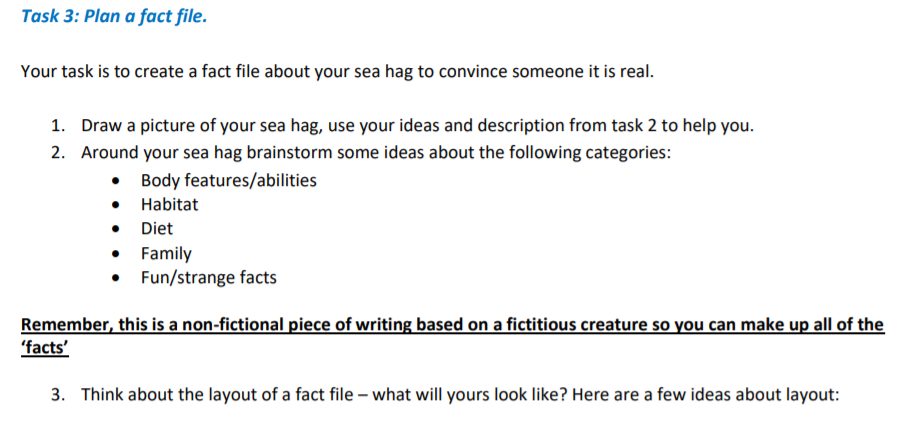 Task 3: Plan a fact file.
Your task is to create a fact file about your sea hag to convince someone it is real.
1. Draw a picture of your sea hag, use your ideas and description from task 2 to help you.
2. Around your sea hag brainstorm some ideas about the following categories:
• Body features/abilities
• Habitat
• Diet
• Family
• Fun/strange facts
Remember, this is a non-fictional piece of writing based on a fictitious creature so you can make up all of the
‘facts’
3. Think about the layout of a fact file – what will yours look like? Here are a few ideas about layout: